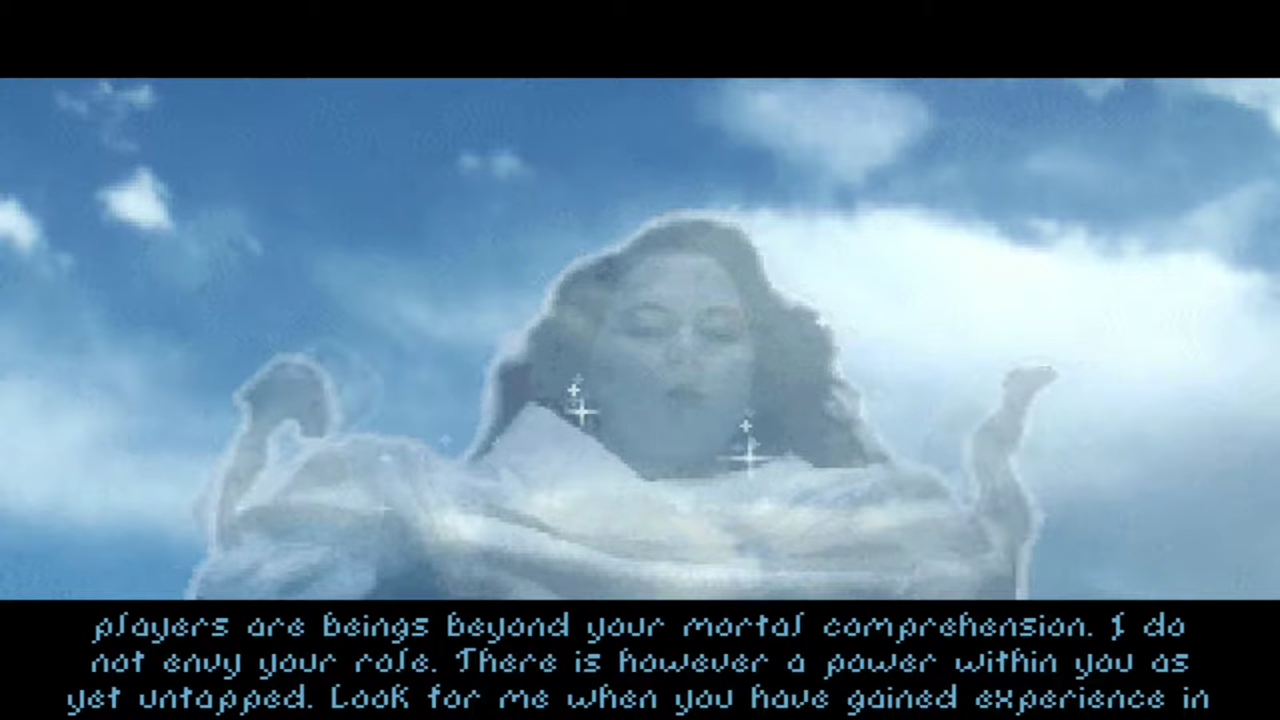 players are beings beyond your mortal comprehension. I do
not envy your role. There is however a power within you as
yet untapped. Look for me when you have gained experience in